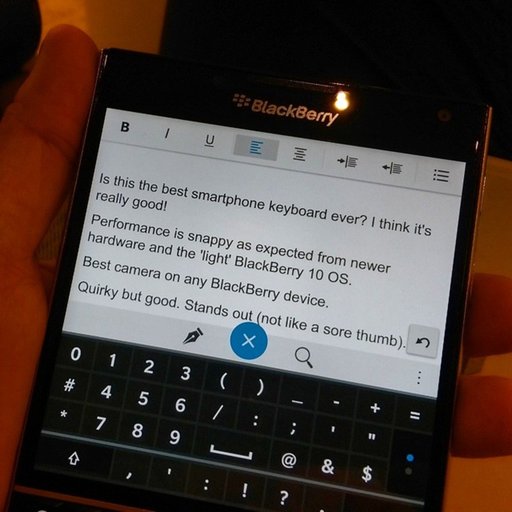 BlackBerry
B I U
Is this the best smartphone keyboard ever? I think it's
really good!
Performance is snappy as expected from newer
hardware and the 'light' BlackBerry 10 OS.
Best camera on any BlackBerry device.
Quirky but good. Stands out (not like a sore thumb).
0 1 2 3 ( ) _ - + =
# 4 5 6 / : ; ' "
* 7 8 9 @ & $
, ' : ! ?